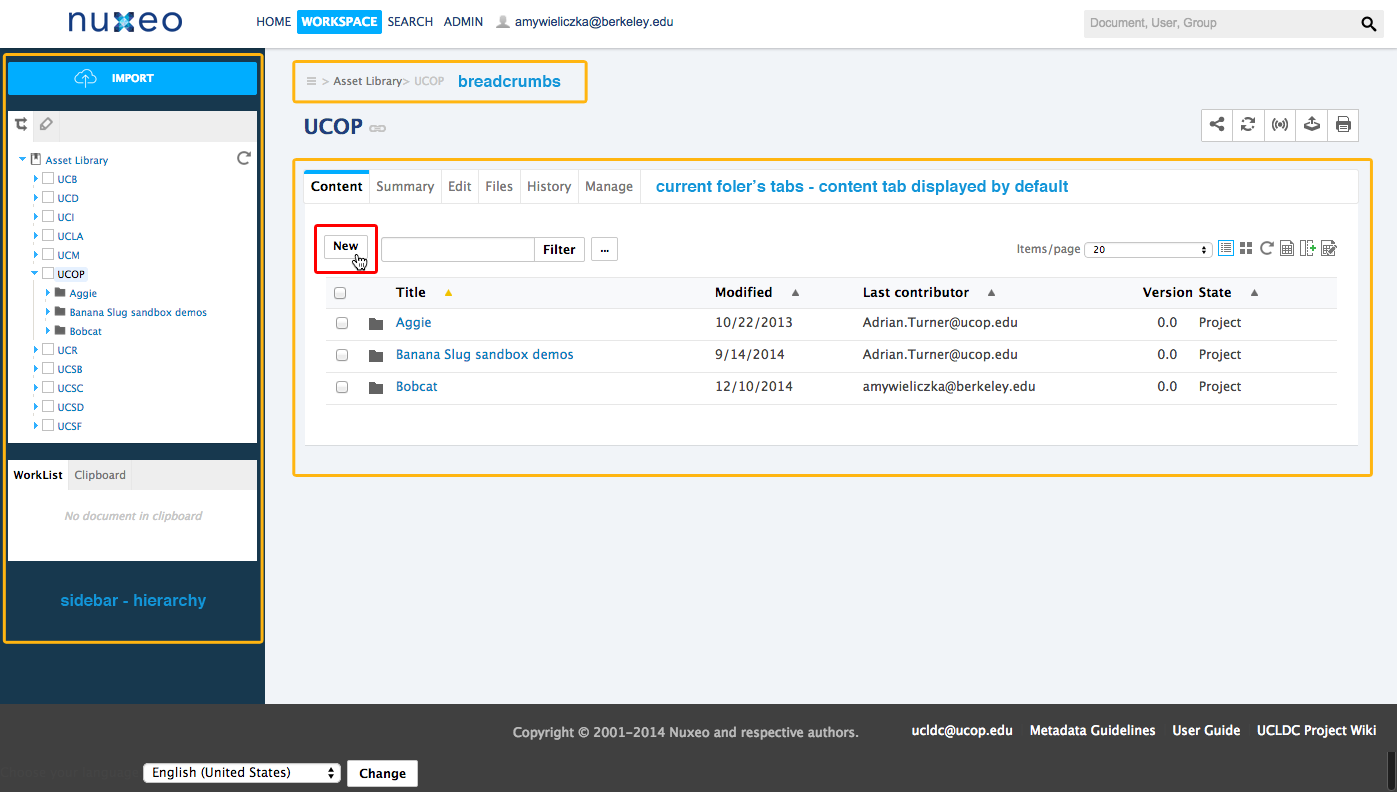 nuxeo
HOME WORKSPACE SEARCH ADMIN amywieliczka@berkeley.edu
Document, User, Group
IMPORT
Asset Library
UCB
UCD
UCI
UCLA
UCM
UCOP
Aggie
Banana Slug sandbox demos
Bobcat
UCR
UCSB
UCSC
UCSD
UCSF
WorkList Clipboard
No document in clipboard
sidebar - hierarchy
> Asset Library> UCOP breadcrumbs
UCOP
Content Summary Edit Files History Manage current foler's tabs - content tab displayed by default
New Filter ... Items/page 20
Title Modified Last contributor Version State
Aggie 10/22/2013 Adrian.Turner@ucop.edu 0.0 Project
Banana Slug sandbox demos 9/14/2014 Adrian.Turner@ucop.edu 0.0 Project
Bobcat 12/10/2014 amywieliczka@berkeley.edu 0.0 Project
Copyright © 2001-2014 Nuxeo and respective authors. ucldc@ucop.edu Metadata Guidelines User Guide UCLDC Project Wiki
English (United States) Change